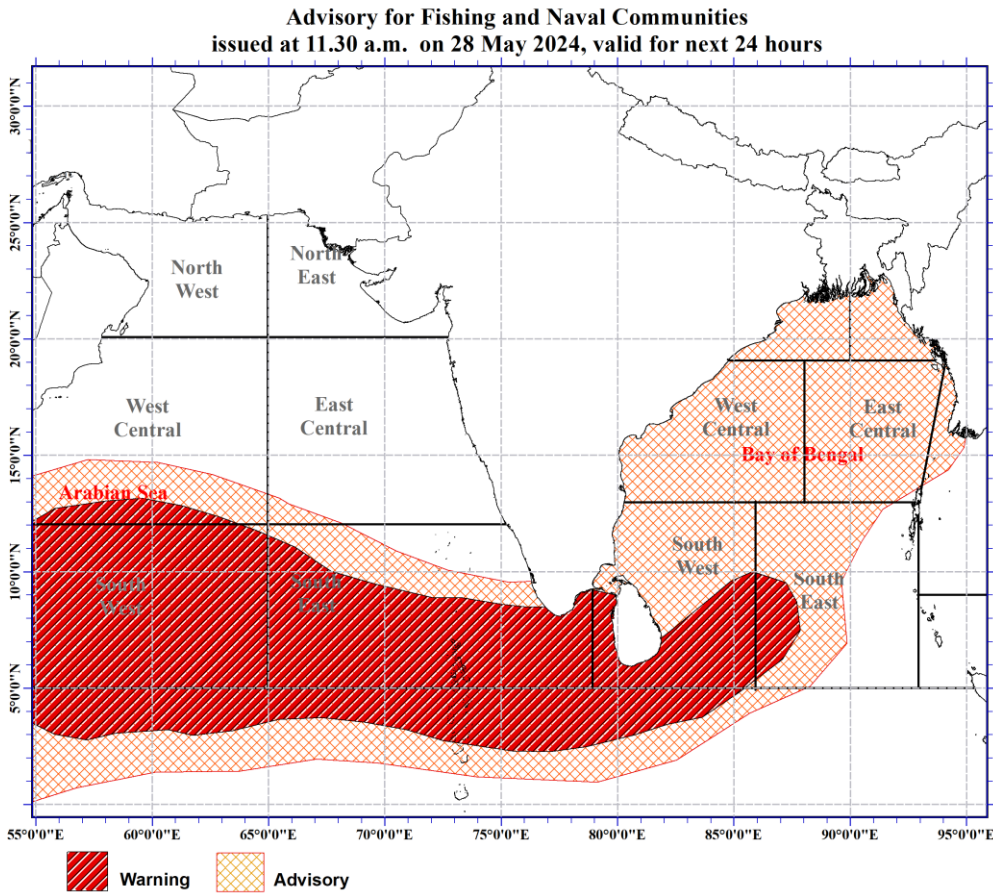 Advisory for Fishing and Naval Communities
issued at 11.30 a.m. on 28 May 2024, valid for next 24 hours
30°0'0"N
25°0'0"N
20°0'0"N
15°0'0"N
10°0'0"N
5°0'0"N
North
West
North
East
West
Central
East
Central
Arabian Sea
South
West
South
East
West
Central
East
Central
Bay of Bengal
South
West
South
East
55°0'0"E
60°0'0"E
65°0'0"E
70°0'0"E
75°0'0"E
80°0'0"E
85°0'0"E
90°0'0"E
95°0'0"E
Warning
Advisory